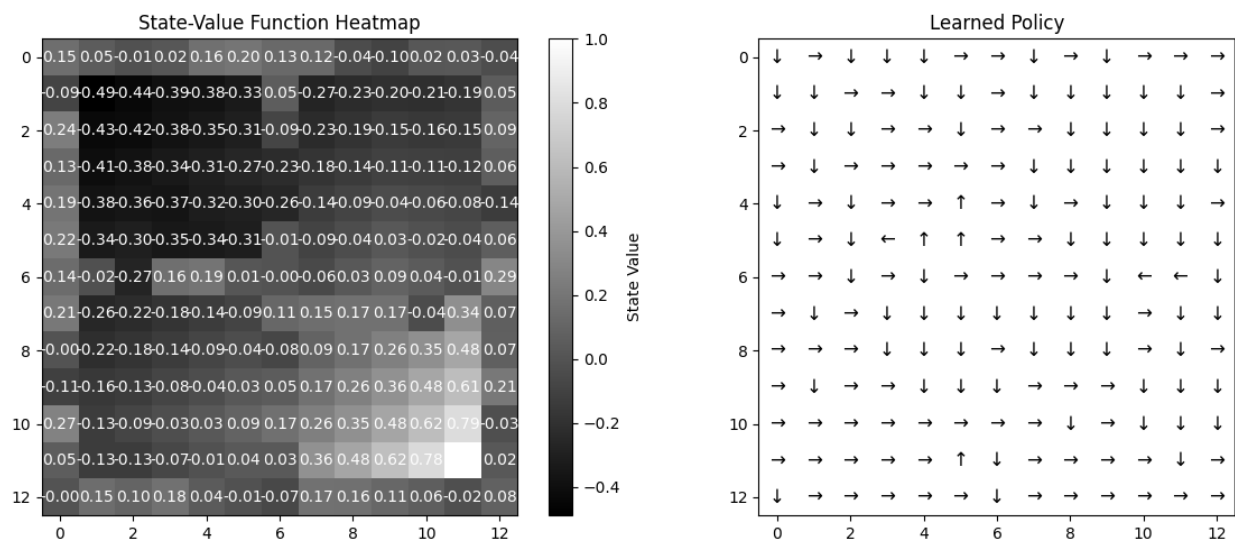 State-Value Function Heatmap
0 0.15 0.05 -0.01 0.02 0.16 0.20 0.13 0.12 -0.04 -0.10 0.02 0.03 -0.04
-0.09 -0.49 -0.44 -0.39 -0.38 -0.33 0.05 -0.27 -0.23 -0.20 -0.21 -0.19 0.05
2 0.24 -0.43 -0.42 -0.38 -0.35 -0.31 -0.09 -0.23 -0.19 -0.15 -0.16 -0.15 0.09
0.13 -0.41 -0.38 -0.34 -0.31 -0.27 -0.23 -0.18 -0.14 -0.11 -0.11 -0.12 0.06
4 0.19 -0.38 -0.36 -0.37 -0.32 -0.30 -0.26 -0.14 -0.09 -0.04 -0.06 -0.08 -0.14
0.22 -0.34 -0.30 -0.35 -0.34 -0.31 -0.01 -0.09 -0.04 0.03 -0.02 -0.04 0.06
6 0.14 -0.02 -0.27 0.16 0.19 0.01 -0.00 -0.06 0.03 0.09 0.04 -0.01 0.29
0.21 -0.26 -0.22 -0.18 -0.14 -0.09 0.11 0.15 0.17 0.17 -0.04 0.34 0.07
8 -0.00 -0.22 -0.18 -0.14 -0.09 -0.04 -0.08 0.09 0.17 0.26 0.35 0.48 0.07
-0.11 -0.16 -0.13 -0.08 -0.04 0.03 0.05 0.17 0.26 0.36 0.48 0.61 0.21
10 0.27 -0.13 -0.09 -0.03 0.03 0.09 0.17 0.26 0.35 0.48 0.62 0.79 -0.03
0.05 -0.13 -0.13 -0.07 -0.01 0.04 0.03 0.36 0.48 0.62 0.78 0.02
12 -0.00 0.15 0.10 0.18 0.04 -0.01 -0.07 0.17 0.16 0.11 0.06 -0.02 0.08
0 2 4 6 8 10 12
1.0
0.8
0.6
0.4
0.2
0.0
−0.2
−0.4
State Value
Learned Policy
0 ↓ → ↓ ↓ ↓ → → ↓ → ↓ → → →
↓ ↓ → → ↓ ↓ → ↓ ↓ ↓ ↓ ↓ →
2 → ↓ ↓ → → ↓ → → ↓ ↓ ↓ ↓ →
→ ↓ → → → → → ↓ ↓ ↓ ↓ ↓ ↓
4 ↓ → ↓ → → ↑ → ↓ → ↓ ↓ ↓ →
↓ → ↓ ← ↑ ↑ → → ↓ ↓ ↓ ↓ ↓
6 → → ↓ → ↓ → → → → ↓ ← ← ↓
→ ↓ → ↓ ↓ ↓ ↓ ↓ ↓ ↓ → ↓ ↓
8 → → → ↓ ↓ ↓ → ↓ ↓ ↓ → ↓ →
→ ↓ → → ↓ ↓ ↓ → → → ↓ ↓ ↓
10 → → → → → → → → ↓ → ↓ ↓ ↓
→ → → → → ↑ ↓ → → → → ↓ →
12 ↓ → → → → → ↓ → → → → → →
0 2 4 6 8 10 12